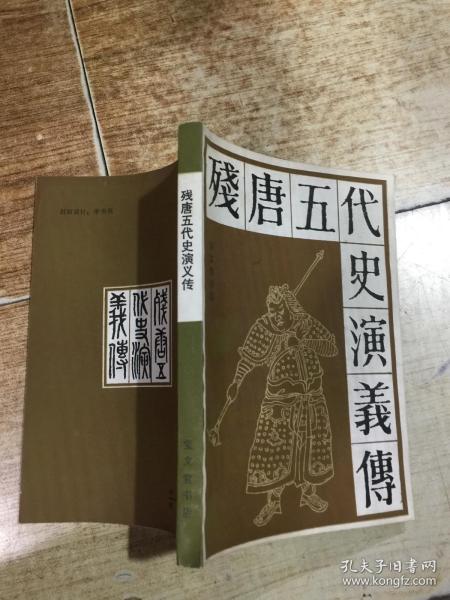 殘唐五代
史演義傳
残唐五代史演义传
宝文堂书店
殘唐五
代史演
義傳
孔夫子旧书网
www.kongfz.com